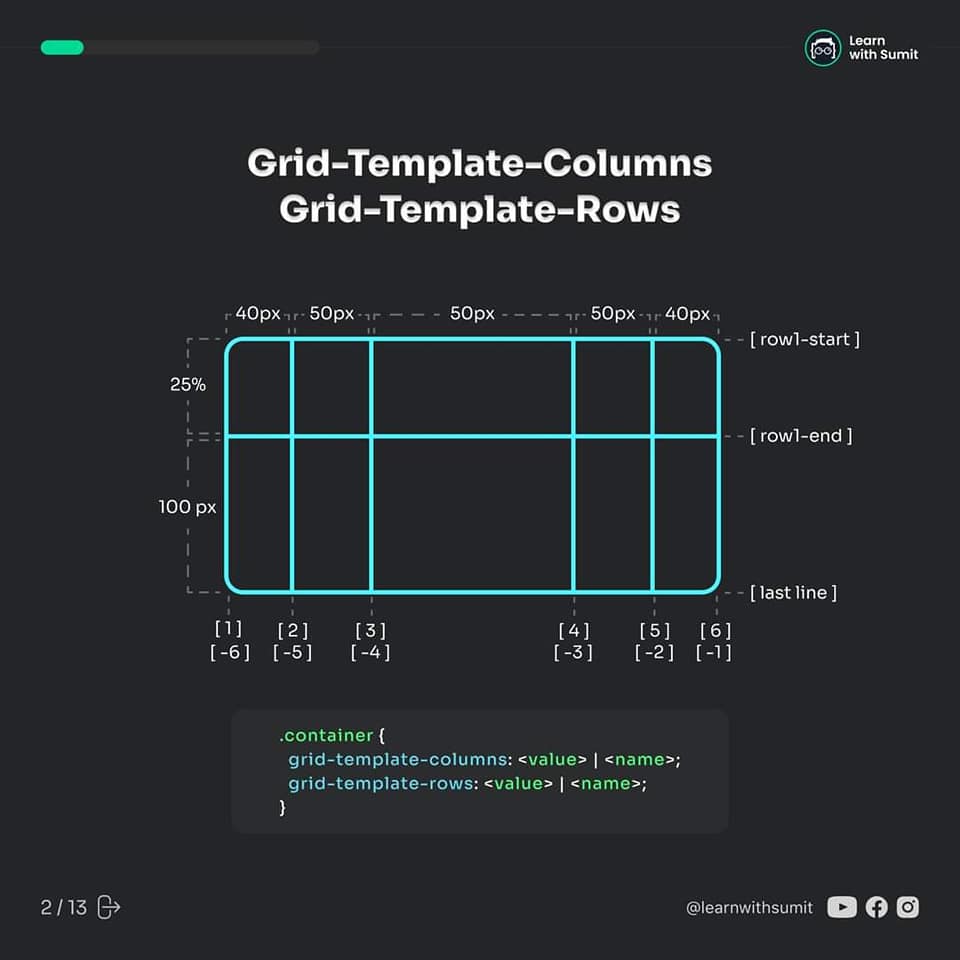 Learn
with Sumit
Grid-Template-Columns
Grid-Template-Rows
40px 50px 50px 50px 40px
[ row1-start ]
25%
[ row1-end ]
100 px
[ last line ]
[ 1 ] [ 2 ] [ 3 ] [ 4 ] [ 5 ] [ 6 ]
[ -6 ] [ -5 ] [ -4 ] [ -3 ] [ -2 ] [ -1 ]
.container {
grid-template-columns: <value> | <name>;
grid-template-rows: <value> | <name>;
}
2 / 13
@learnwithsumit